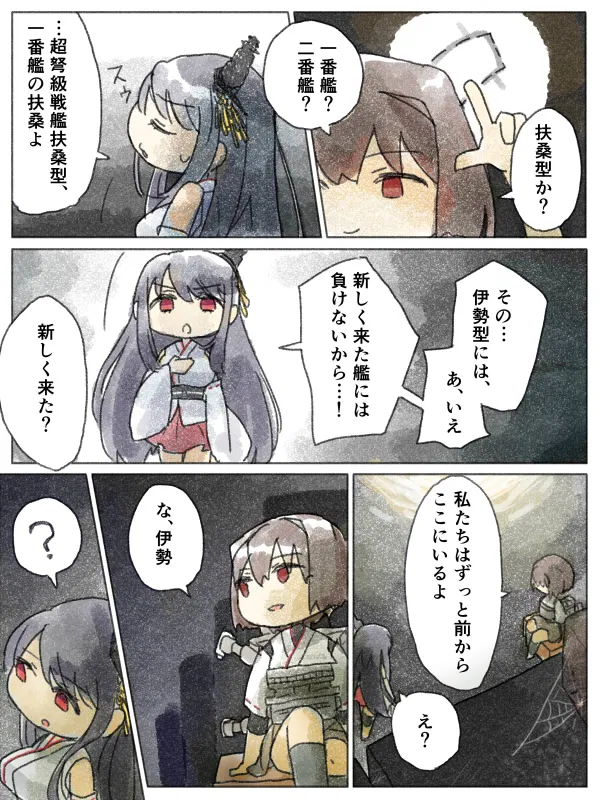 扶桑型か?
一番艦?
二番艦?
…超弩級戦艦扶桑型、
一番艦の扶桑よ
スゥ
その…
伊勢型には、
あ、いえ
新しく来た艦には
負けないから…!
新しく来た?
私たちはずっと前から
ここにいるよ
え?
な、伊勢
?